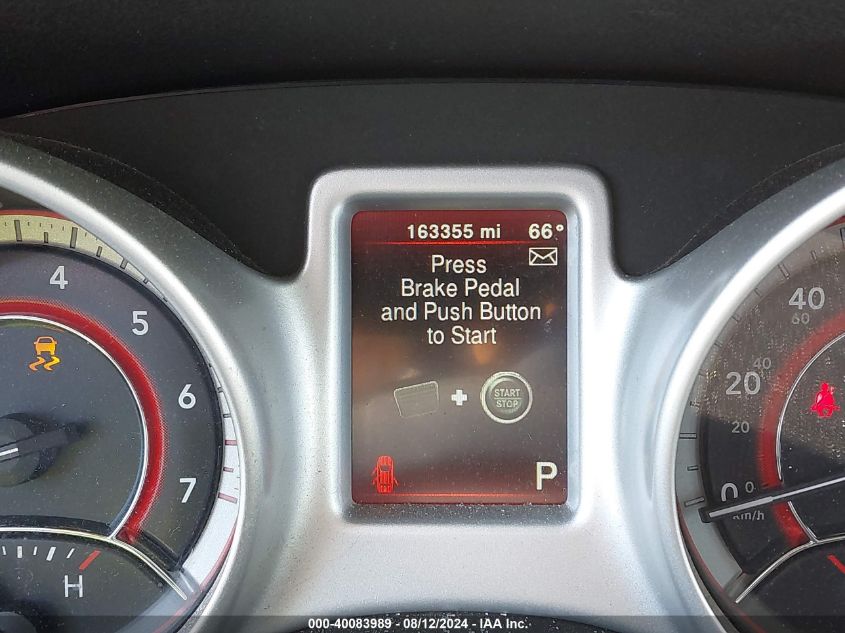 163355 mi 66°
Press
Brake Pedal
and Push Button
to Start
START
STOP
P
4
5
6
7
H
40
60
40
20
20
0
0
km/h
000-40083989 - 08/12/2024 - IAA Inc.